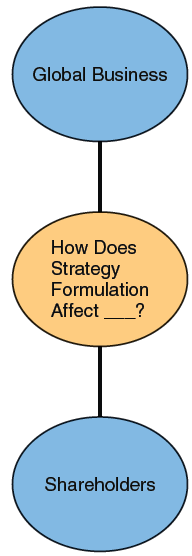 Global Business
How Does
Strategy
Formulation
Affect ___?
Shareholders